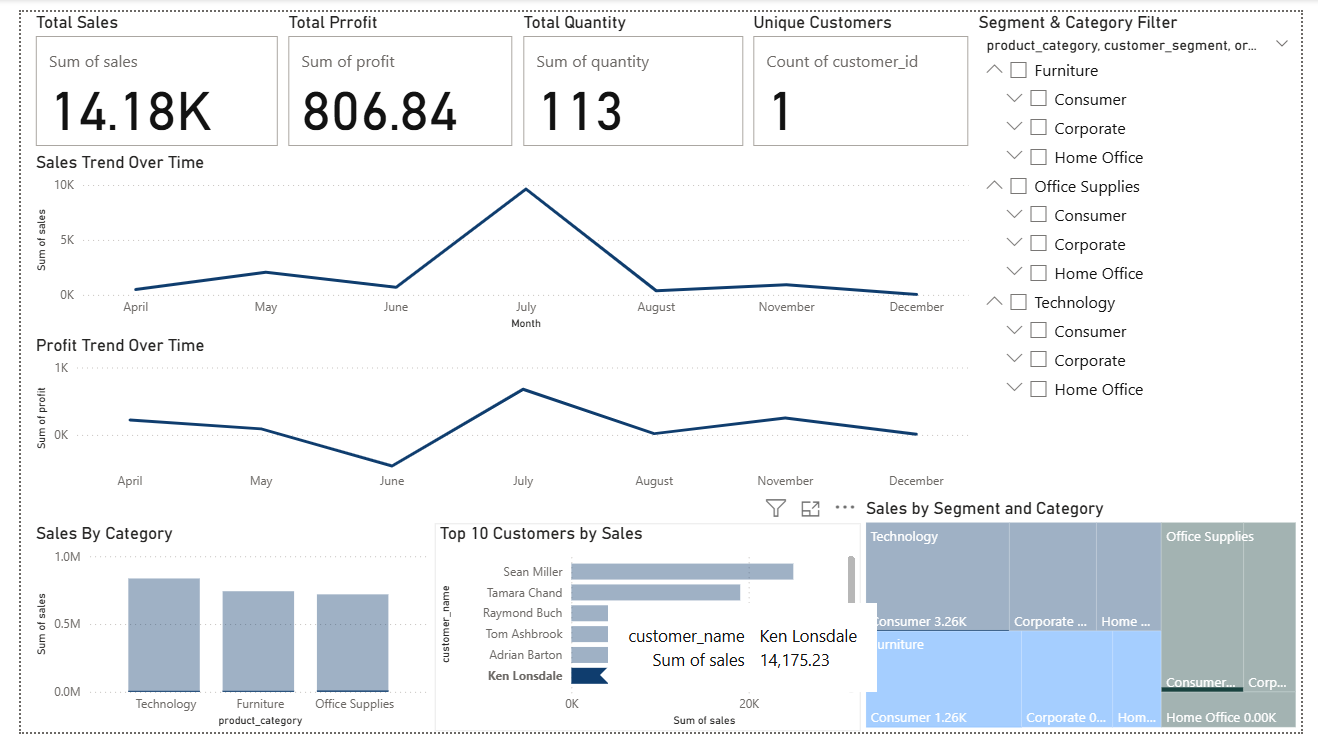 Total Sales
Total Prrofit
Total Quantity
Unique Customers
Segment & Category Filter
Sum of sales
14.18K
Sum of profit
806.84
Sum of quantity
113
Count of customer_id
1
product_category, customer_segment, or...
Furniture
Consumer
Corporate
Home Office
Office Supplies
Consumer
Corporate
Home Office
Technology
Consumer
Corporate
Home Office
Sales Trend Over Time
Sum of sales
10K
5K
0K
April May June July August November December
Month
Profit Trend Over Time
Sum of profit
1K
0K
April May June July August November December
Sales By Category
Sum of sales
1.0M
0.5M
0.0M
Technology Furniture Office Supplies
product_category
Top 10 Customers by Sales
customer_name
Sean Miller
Tamara Chand
Raymond Buch
Tom Ashbrook
Adrian Barton
Ken Lonsdale
0K 20K
Sum of sales
customer_name Ken Lonsdale
Sum of sales 14,175.23
Sales by Segment and Category
Technology
Consumer 3.26K
Corporate ...
Home ...
urniture
Consumer 1.26K
Corporate 0...
Hom...
Office Supplies
Consumer...
Corp...
Home Office 0.00K